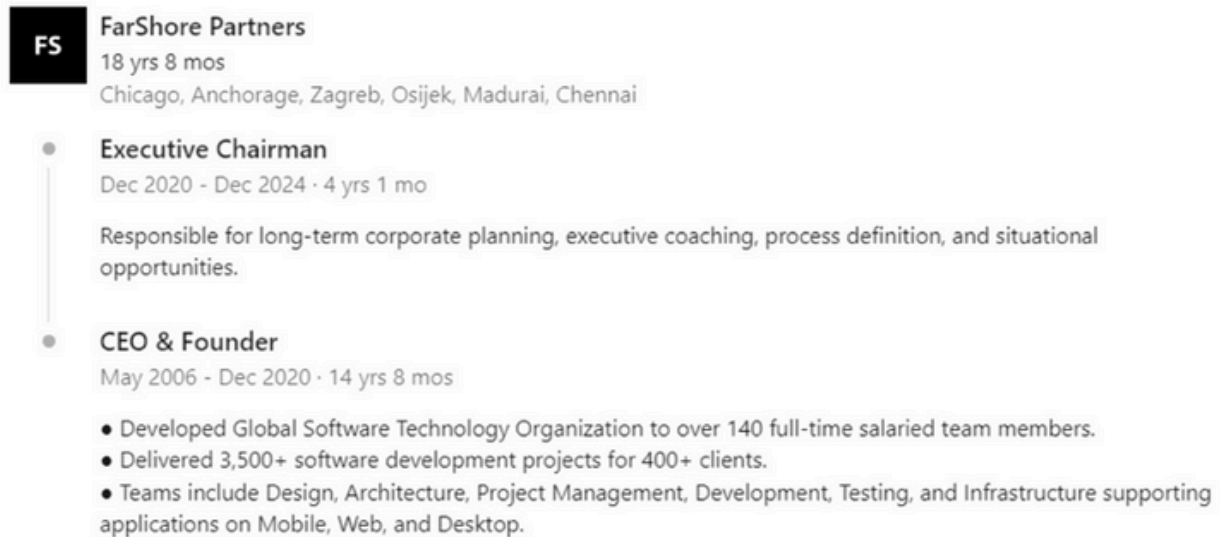 FS
FarShore Partners
18 yrs 8 mos
Chicago, Anchorage, Zagreb, Osijek, Madurai, Chennai
Executive Chairman
Dec 2020 - Dec 2024 · 4 yrs 1 mo
Responsible for long-term corporate planning, executive coaching, process definition, and situational
opportunities.
CEO & Founder
May 2006 - Dec 2020 · 14 yrs 8 mos
● Developed Global Software Technology Organization to over 140 full-time salaried team members.
● Delivered 3,500+ software development projects for 400+ clients.
● Teams include Design, Architecture, Project Management, Development, Testing, and Infrastructure supporting
applications on Mobile, Web, and Desktop.